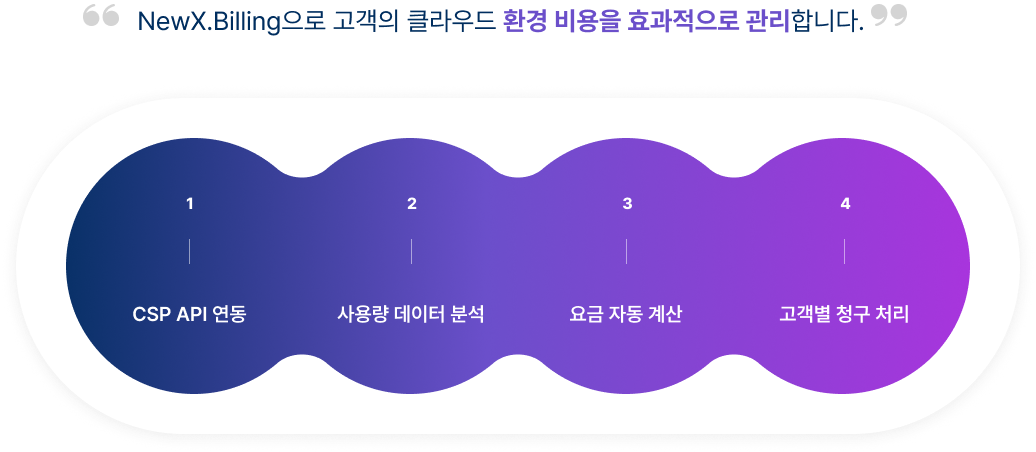 ❝ NewX.Billing으로 고객의 클라우드 환경 비용을 효과적으로 관리합니다. ❞
1
2
3
4
CSP API 연동
사용량 데이터 분석
요금 자동 계산
고객별 청구 처리